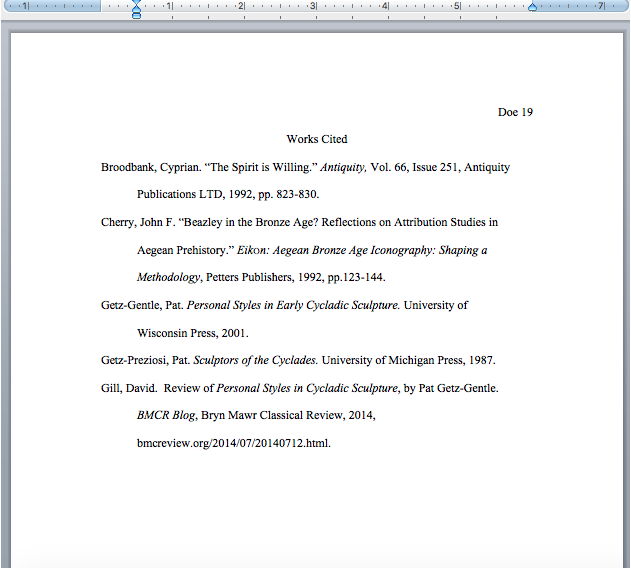 1 1 2 3 4 5 7
Doe 19
Works Cited
Broodbank, Cyprian. “The Spirit is Willing.” Antiquity, Vol. 66, Issue 251, Antiquity
Publications LTD, 1992, pp. 823-830.
Cherry, John F. “Beazley in the Bronze Age? Reflections on Attribution Studies in
Aegean Prehistory.” Eikon: Aegean Bronze Age Iconography: Shaping a
Methodology, Petters Publishers, 1992, pp.123-144.
Getz-Gentle, Pat. Personal Styles in Early Cycladic Sculpture. University of
Wisconsin Press, 2001.
Getz-Preziosi, Pat. Sculptors of the Cyclades. University of Michigan Press, 1987.
Gill, David.  Review of Personal Styles in Cycladic Sculpture, by Pat Getz-Gentle.
BMCR Blog, Bryn Mawr Classical Review, 2014,
bmcreview.org/2014/07/20140712.html.